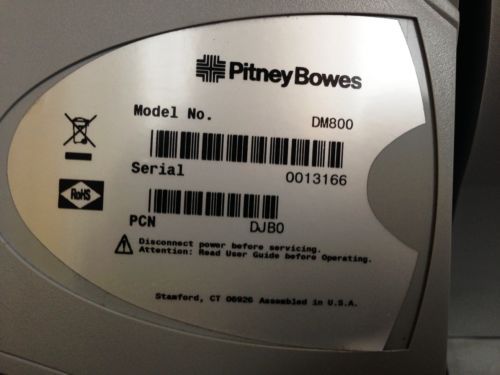 PitneyBowes
Model No. DM800
Serial 0013166
RoHS
PCN DJB0
Disconnect power before servicing.
Attention: Read User Guide before Operating.
Stamford, CT 06926 Assembled in U.S.A.